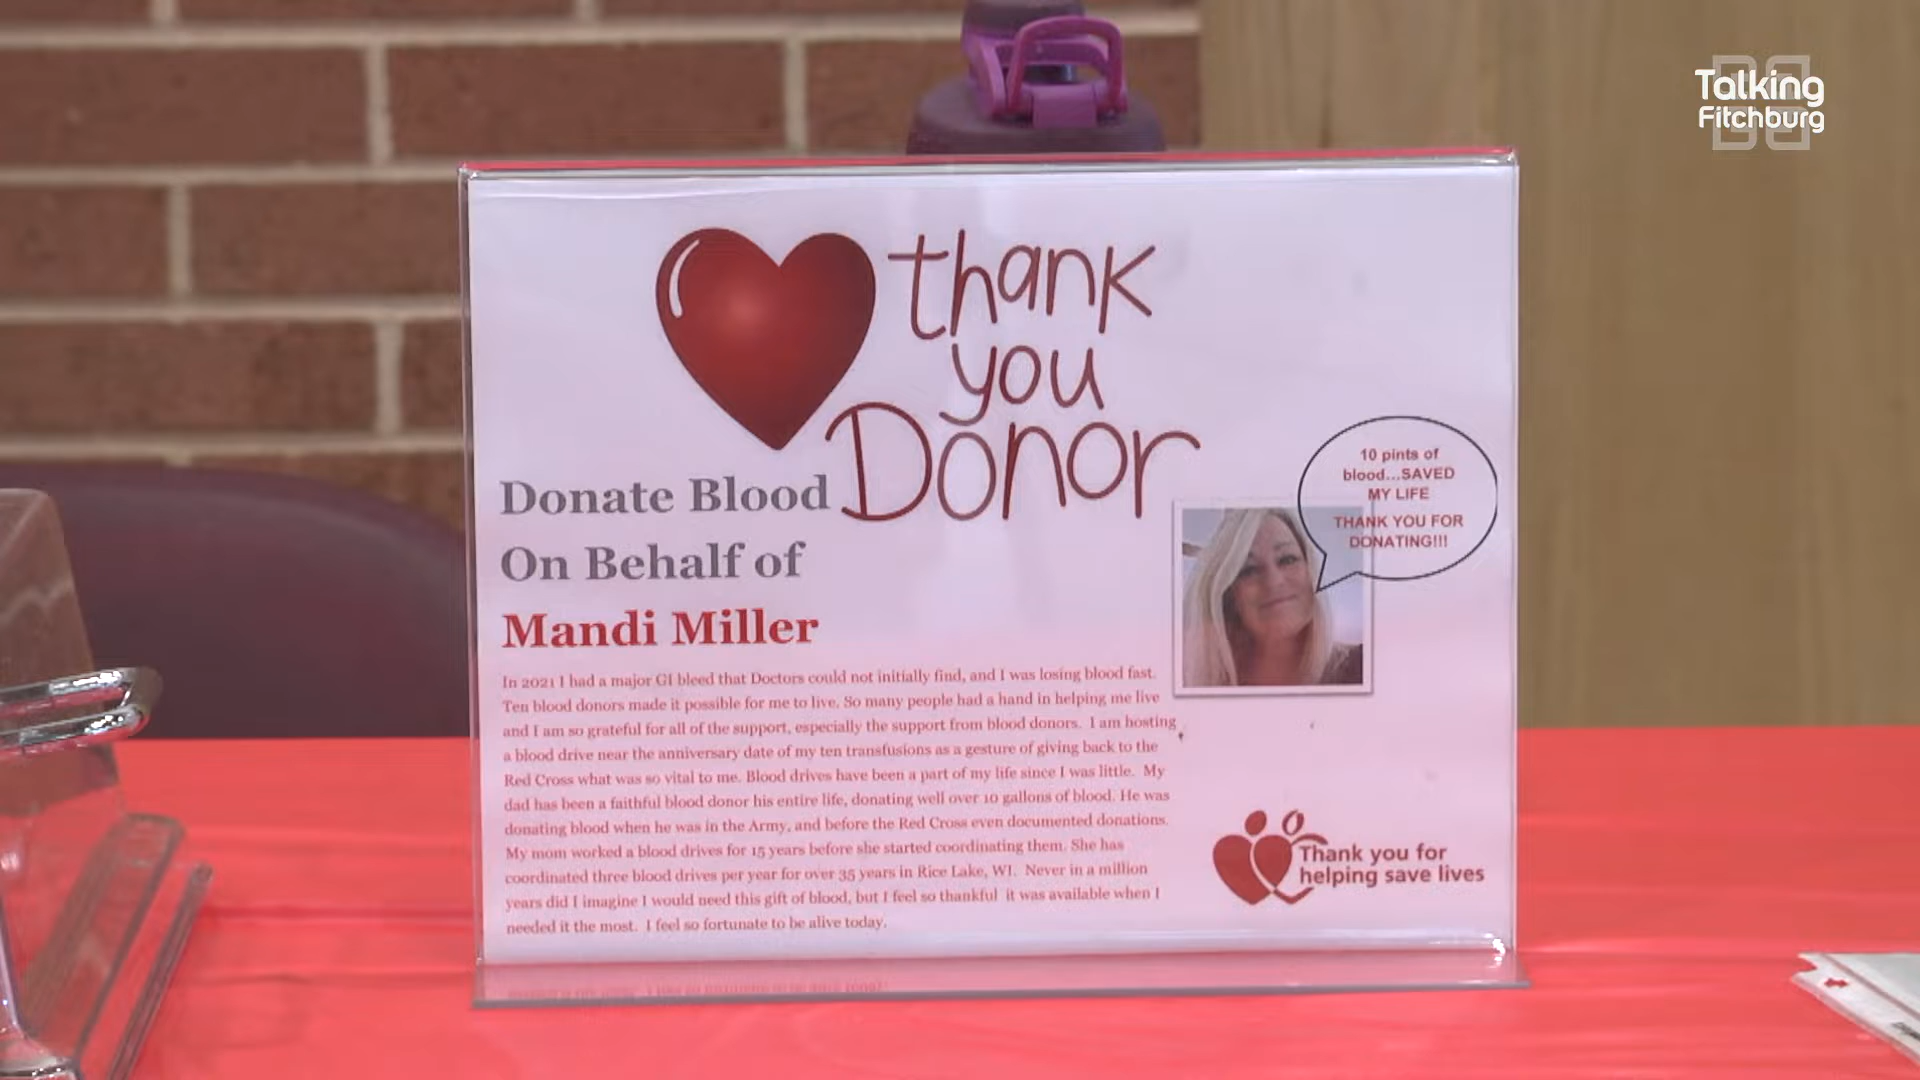 Talking
Fitchburg
thank
you
Donor
Donate Blood
On Behalf of
Mandi Miller
10 pints of
blood...SAVED
MY LIFE
THANK YOU FOR
DONATING!!!
In 2021 I had a major GI bleed that Doctors could not initially find, and I was losing blood fast.
Ten blood donors made it possible for me to live. So many people had a hand in helping me live
and I am so grateful for all of the support, especially the support from blood donors. I am hosting
a blood drive near the anniversary date of my ten transfusions as a gesture of giving back to the
Red Cross what was so vital to me. Blood drives have been a part of my life since I was little. My
dad has been a faithful blood donor his entire life, donating well over 10 gallons of blood. He was
donating blood when he was in the Army, and before the Red Cross even documented donations.
My mom worked a blood drives for 15 years before she started coordinating them. She has
coordinated three blood drives per year for over 35 years in Rice Lake, WI. Never in a million
years did I imagine I would need this gift of blood, but I feel so thankful it was available when I
needed it the most. I feel so fortunate to be alive today.
Thank you for
helping save lives